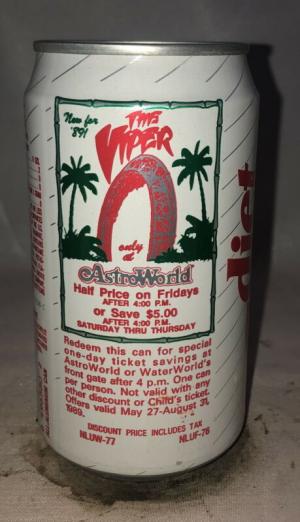 New for
'89!
THE
VIPER
only
at
AstroWorld
Half Price on Fridays
AFTER 4:00 P.M.
or Save $5.00
AFTER 4:00 P.M.
SATURDAY THRU THURSDAY
Redeem this can for special
one-day ticket savings at
AstroWorld or WaterWorld's
front gate after 4 p.m. One can
per person. Not valid with any
other discount or Child's ticket.
Offers valid May 27-August 31,
1989.
DISCOUNT PRICE INCLUDES TAX
NLUW-77 NLUF-76
diet